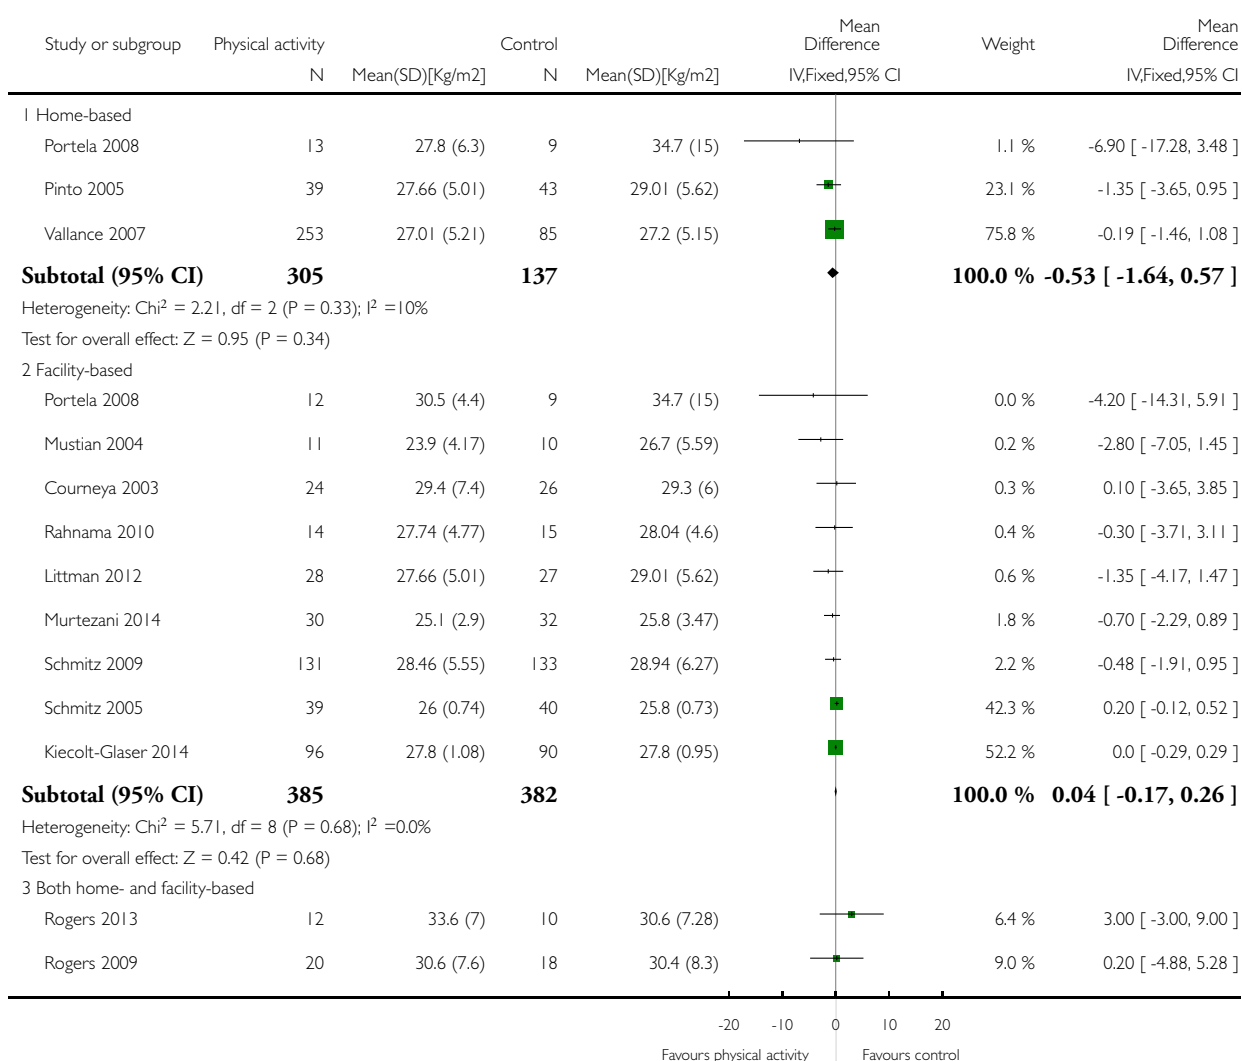 Mean Mean
Study or subgroup Physical activity Control Difference Weight Difference
N Mean(SD)[Kg/m2] N Mean(SD)[Kg/m2] IV,Fixed,95% CI IV,Fixed,95% CI
1 Home-based
Portela 2008 13 27.8 (6.3) 9 34.7 (15) 1.1 % -6.90 [ -17.28, 3.48 ]
Pinto 2005 39 27.66 (5.01) 43 29.01 (5.62) 23.1 % -1.35 [ -3.65, 0.95 ]
Vallance 2007 253 27.01 (5.21) 85 27.2 (5.15) 75.8 % -0.19 [ -1.46, 1.08 ]
Subtotal (95% CI) 305 137 100.0 % -0.53 [ -1.64, 0.57 ]
Heterogeneity: Chi² = 2.21, df = 2 (P = 0.33); I² =10%
Test for overall effect: Z = 0.95 (P = 0.34)
2 Facility-based
Portela 2008 12 30.5 (4.4) 9 34.7 (15) 0.0 % -4.20 [ -14.31, 5.91 ]
Mustian 2004 11 23.9 (4.17) 10 26.7 (5.59) 0.2 % -2.80 [ -7.05, 1.45 ]
Courneya 2003 24 29.4 (7.4) 26 29.3 (6) 0.3 % 0.10 [ -3.65, 3.85 ]
Rahnama 2010 14 27.74 (4.77) 15 28.04 (4.6) 0.4 % -0.30 [ -3.71, 3.11 ]
Littman 2012 28 27.66 (5.01) 27 29.01 (5.62) 0.6 % -1.35 [ -4.17, 1.47 ]
Murtezani 2014 30 25.1 (2.9) 32 25.8 (3.47) 1.8 % -0.70 [ -2.29, 0.89 ]
Schmitz 2009 131 28.46 (5.55) 133 28.94 (6.27) 2.2 % -0.48 [ -1.91, 0.95 ]
Schmitz 2005 39 26 (0.74) 40 25.8 (0.73) 42.3 % 0.20 [ -0.12, 0.52 ]
Kiecolt-Glaser 2014 96 27.8 (1.08) 90 27.8 (0.95) 52.2 % 0.0 [ -0.29, 0.29 ]
Subtotal (95% CI) 385 382 100.0 % 0.04 [ -0.17, 0.26 ]
Heterogeneity: Chi² = 5.71, df = 8 (P = 0.68); I² =0.0%
Test for overall effect: Z = 0.42 (P = 0.68)
3 Both home- and facility-based
Rogers 2013 12 33.6 (7) 10 30.6 (7.28) 6.4 % 3.00 [ -3.00, 9.00 ]
Rogers 2009 20 30.6 (7.6) 18 30.4 (8.3) 9.0 % 0.20 [ -4.88, 5.28 ]
-20 -10 0 10 20
Favours physical activity Favours control